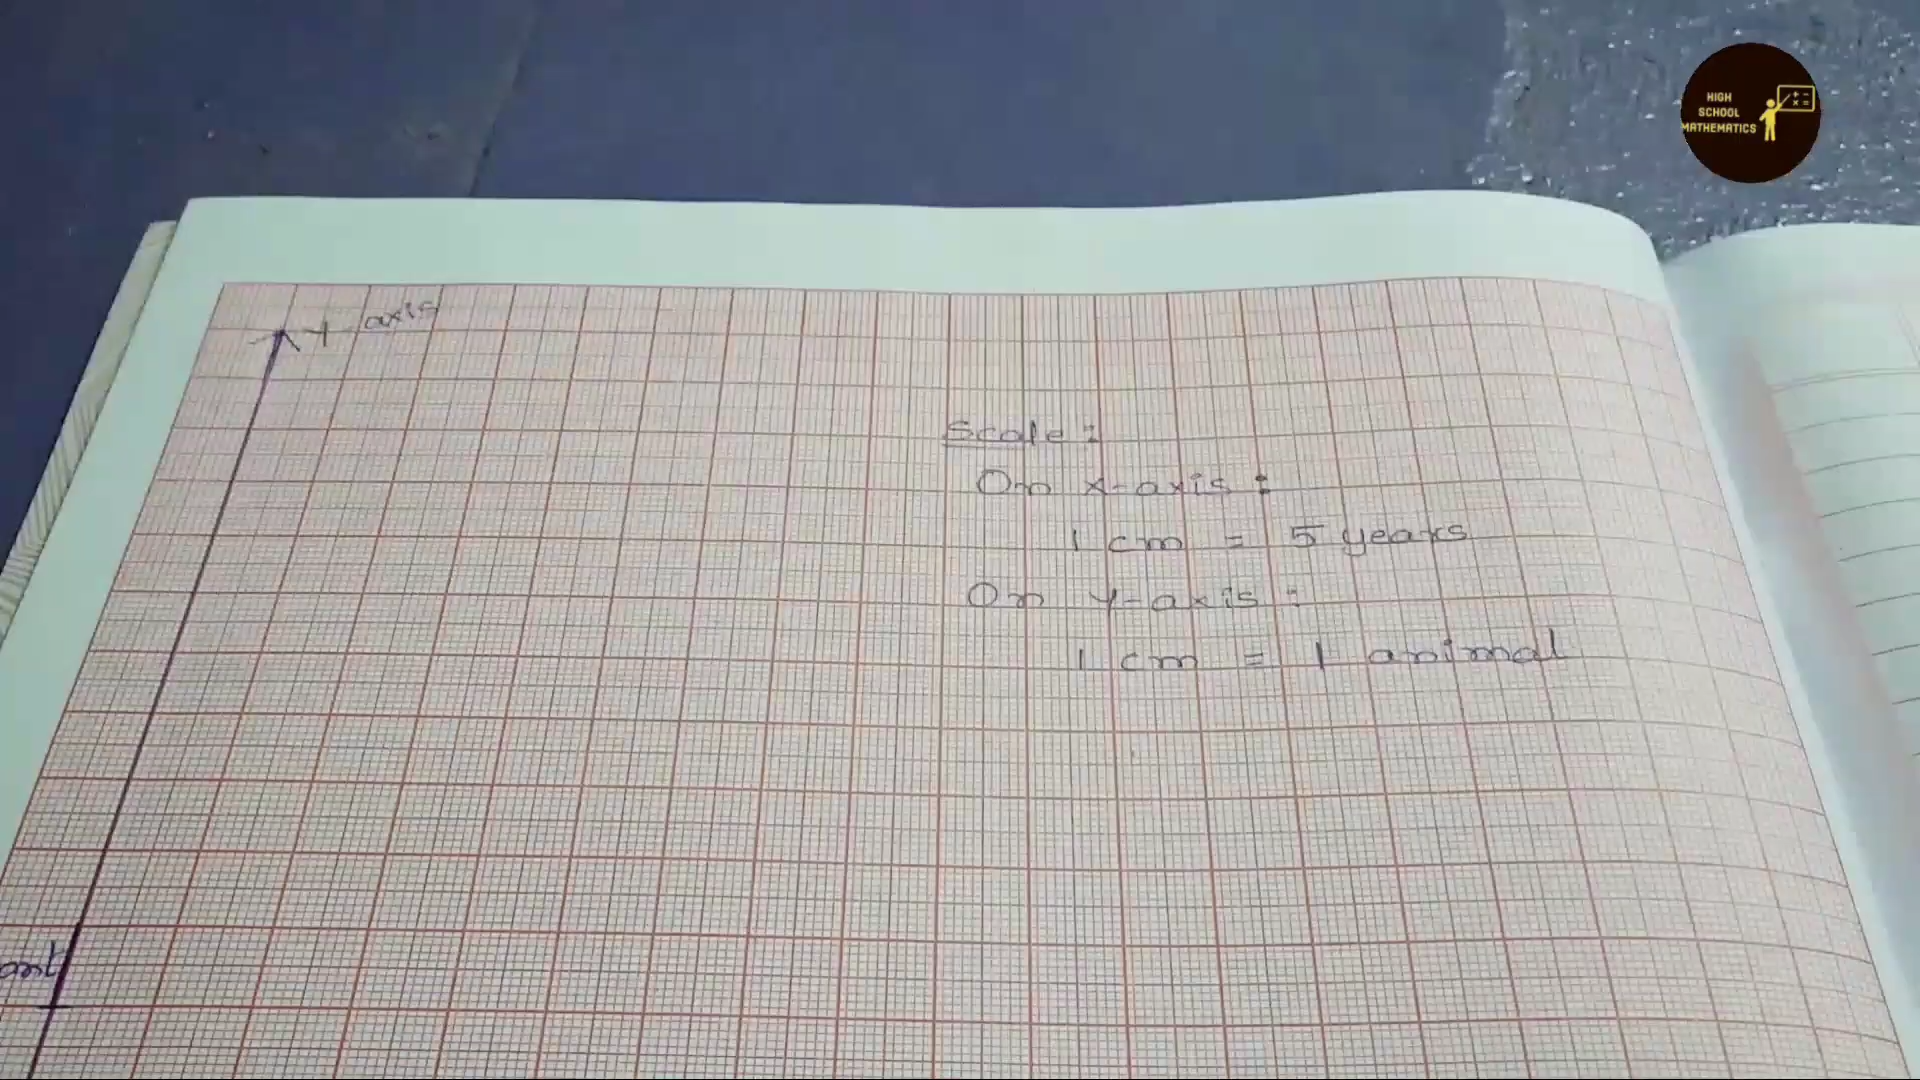 HIGH
SCHOOL
MATHEMATICS
Y-axis
Scale:
On x-axis:
1 cm = 5 years
On Y-axis:
1 cm = 1 animal